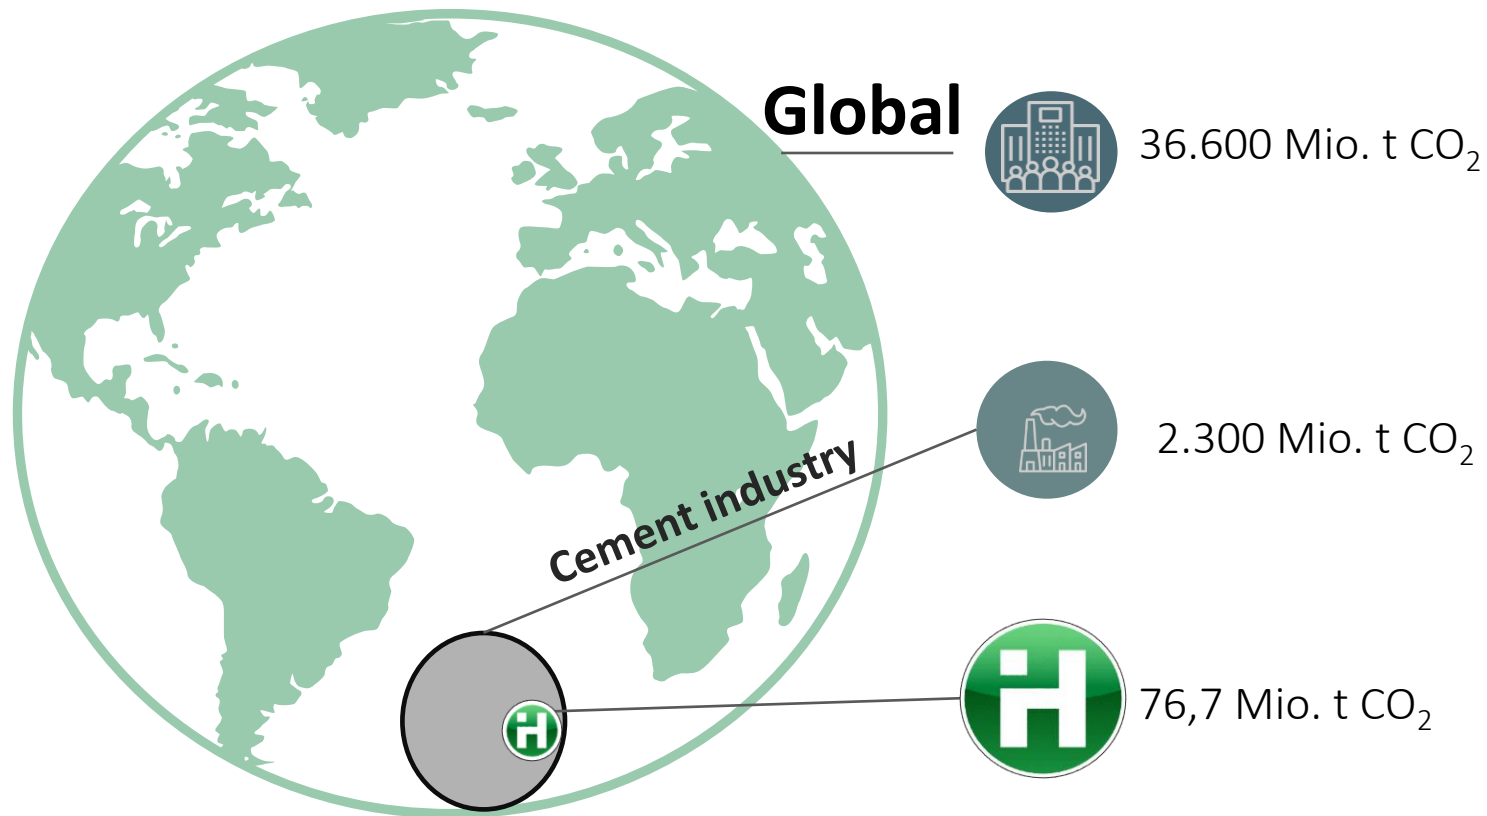 Global
36.600 Mio. t CO₂
Cement industry
2.300 Mio. t CO₂
76,7 Mio. t CO₂